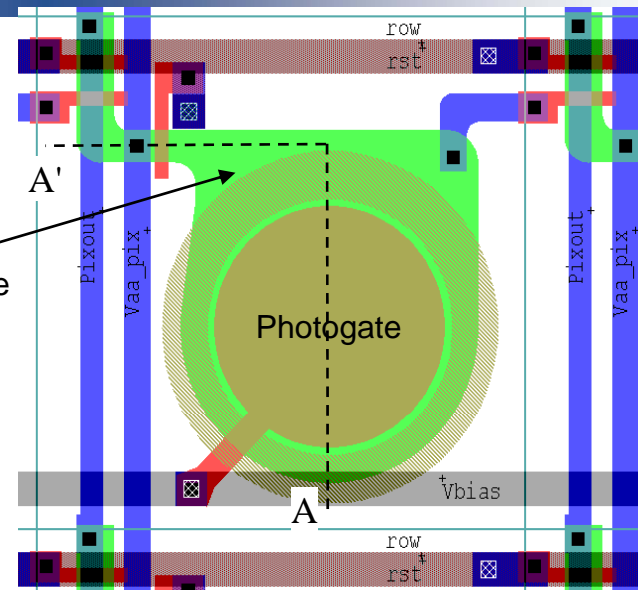 row
rst
A'
Pixout
Vaa_pix
Pixout
Vaa_pix
e
Photogate
Vbias
A
row
rst